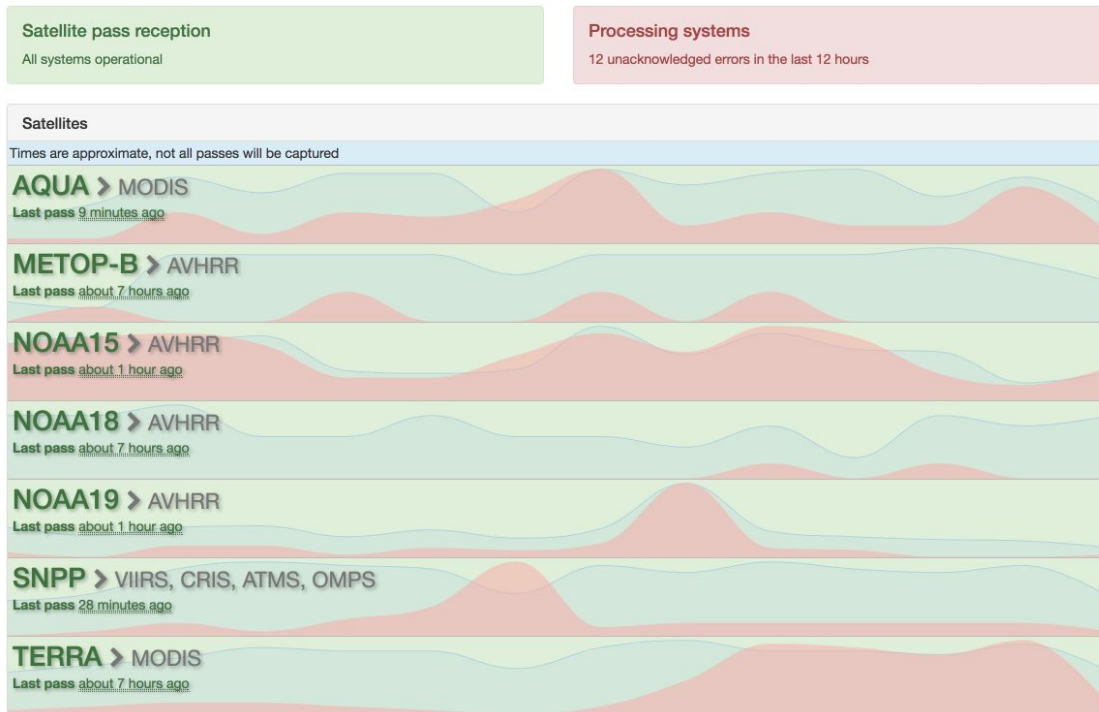 Satellite pass reception
All systems operational
Processing systems
12 unacknowledged errors in the last 12 hours
Satellites
Times are approximate, not all passes will be captured
AQUA > MODIS
Last pass 9 minutes ago
METOP-B > AVHRR
Last pass about 7 hours ago
NOAA15 > AVHRR
Last pass about 1 hour ago
NOAA18 > AVHRR
Last pass about 7 hours ago
NOAA19 > AVHRR
Last pass about 1 hour ago
SNPP > VIIRS, CRIS, ATMS, OMPS
Last pass 28 minutes ago
TERRA > MODIS
Last pass about 7 hours ago